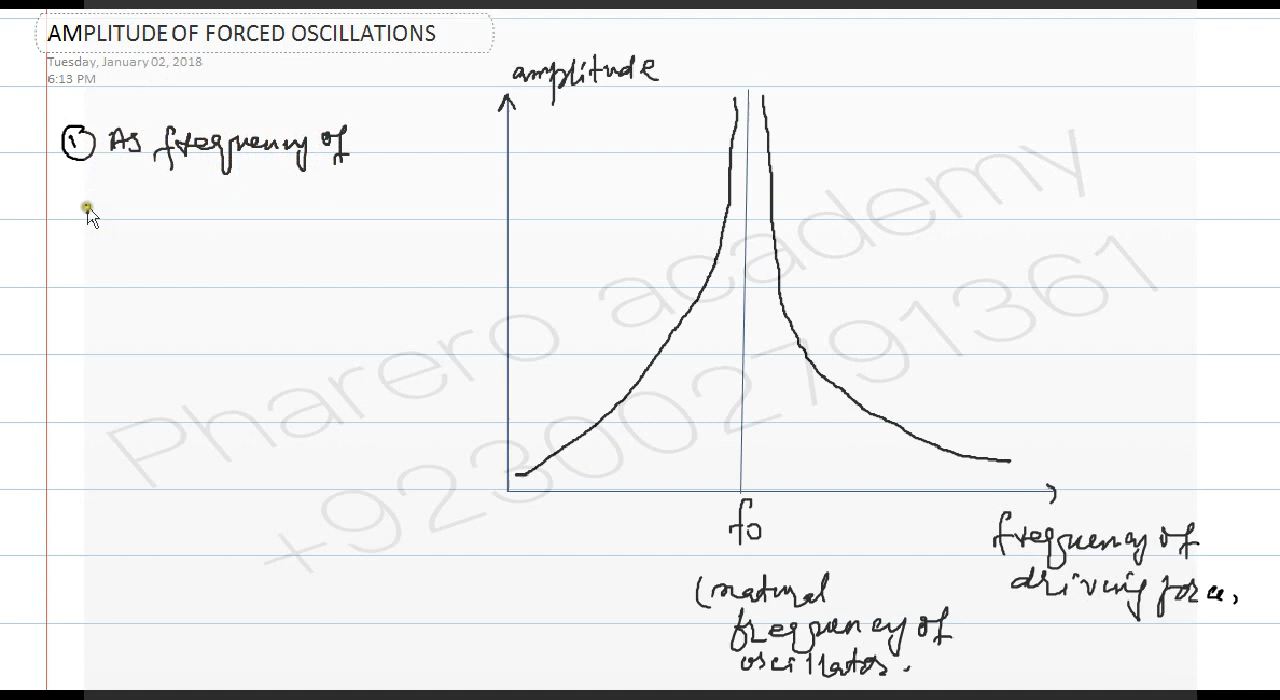 AMPLITUDE OF FORCED OSCILLATIONS
Tuesday, January 02, 2018
6:13 PM
amplitude
① As frequency of
Pharero academy
+923002791361
fo
frequency of
driving force,
(natural
frequency of
oscillator.